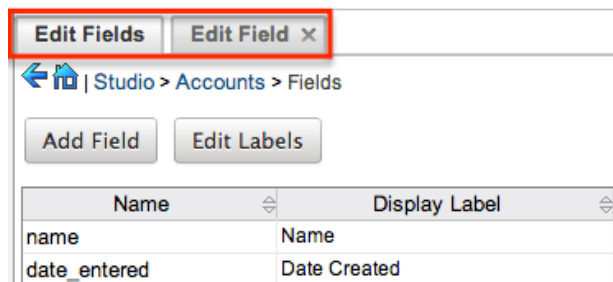 Edit Fields Edit Field ×
| Studio > Accounts > Fields
Add Field Edit Labels
Name Display Label
name Name
date_entered Date Created